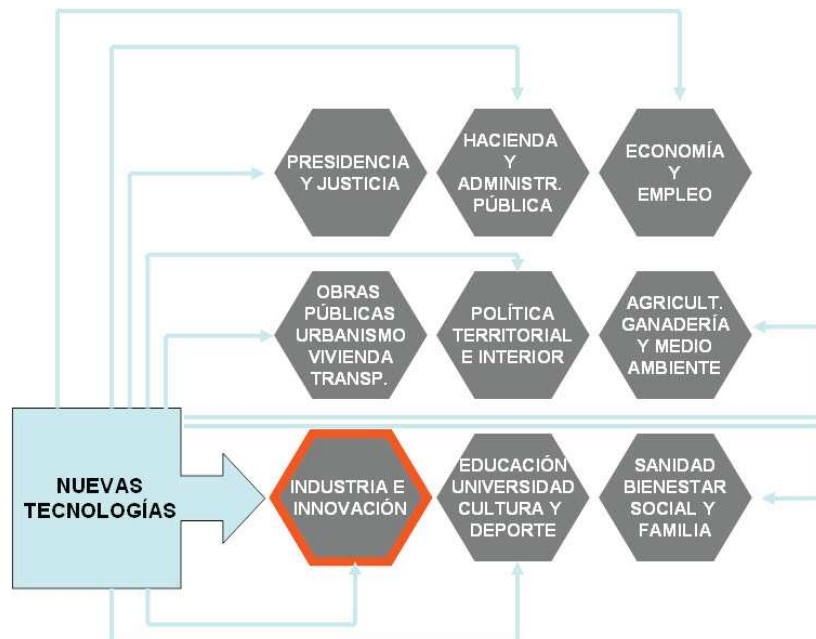 PRESIDENCIA
Y JUSTICIA
HACIENDA
Y
ADMINISTR.
PÚBLICA
ECONOMÍA
Y
EMPLEO
OBRAS
PÚBLICAS
URBANISMO
VIVIENDA
TRANSP.
POLÍTICA
TERRITORIAL
E INTERIOR
AGRICULT.
GANADERÍA
Y MEDIO
AMBIENTE
NUEVAS
TECNOLOGÍAS
INDUSTRIA E
INNOVACIÓN
EDUCACIÓN
UNIVERSIDAD
CULTURA Y
DEPORTE
SANIDAD
BIENESTAR
SOCIAL Y
FAMILIA